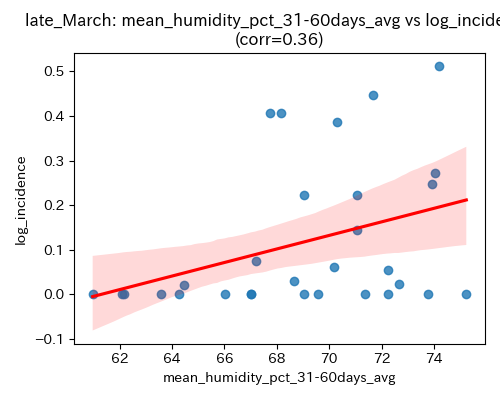 late_March: mean_humidity_pct_31-60days_avg vs log_incide
(corr=0.36)
0.5
0.4
0.3
0.2
0.1
0.0
−0.1
log_incidence
62 64 66 68 70 72 74
mean_humidity_pct_31-60days_avg